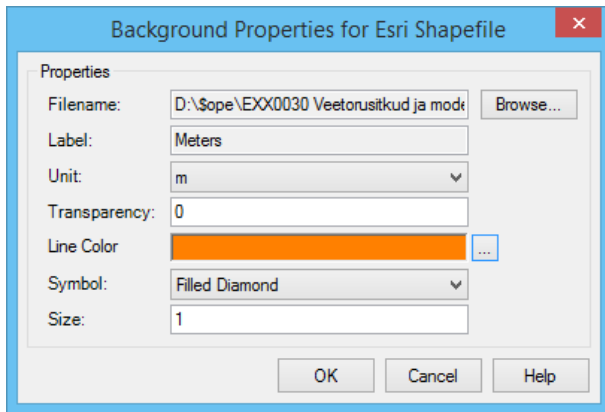 Background Properties for Esri Shapefile
Properties
Filename: D:\$ope\EXX0030 Veetorusitkud ja mode Browse...
Label: Meters
Unit: m
Transparency: 0
Line Color ...
Symbol: Filled Diamond
Size: 1
OK Cancel Help